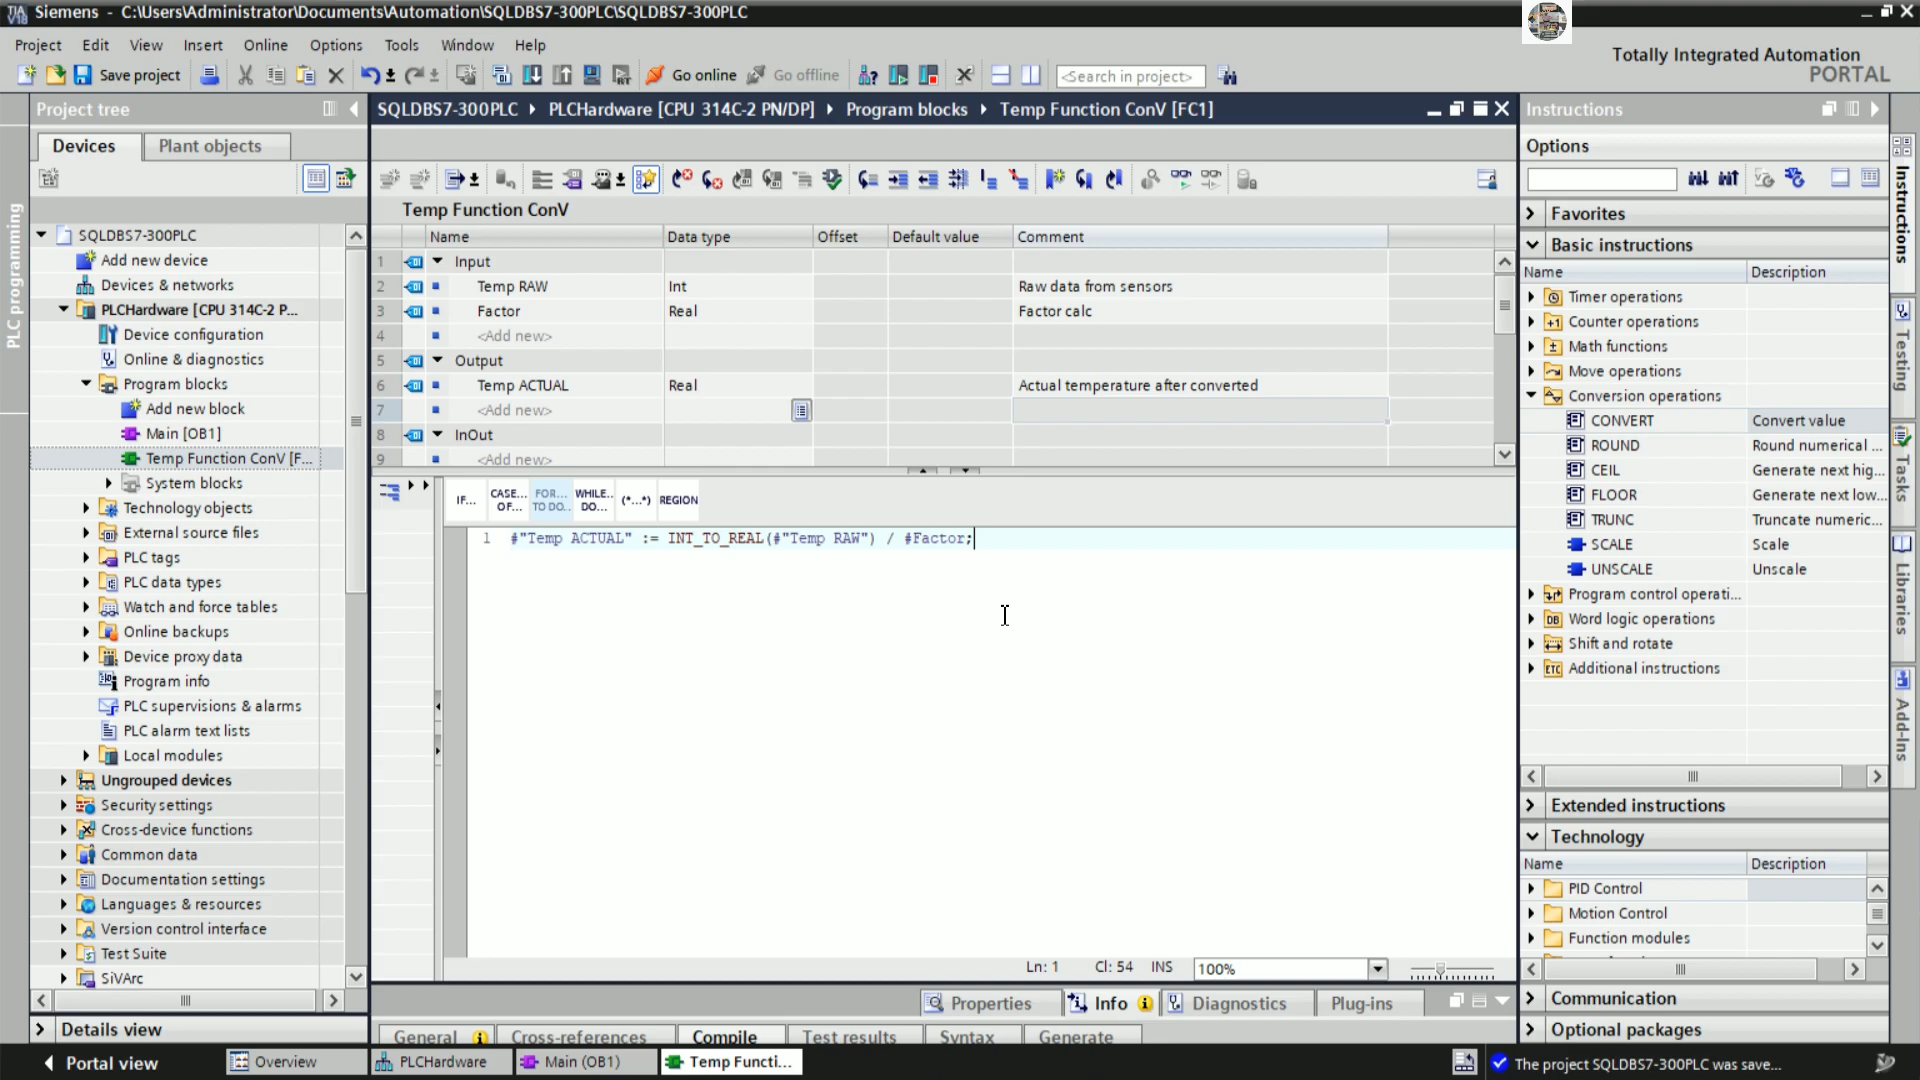 Siemens - C:\Users\Administrator\Documents\Automation\SQLDBS7-300PLC\SQLDBS7-300PLC
Project Edit View Insert Online Options Tools Window Help
Totally Integrated Automation
PORTAL
Save project
Go online
Go offline
<Search in project>
Project tree
SQLDBS7-300PLC PLCHardware [CPU 314C-2 PN/DP] Program blocks Temp Function ConV [FC1]
Instructions
Devices
Plant objects
Options
PLC programming
SQLDBS7-300PLC
Add new device
Devices & networks
PLCHardware [CPU 314C-2 P...
Device configuration
Online & diagnostics
Program blocks
Add new block
Main [OB1]
Temp Function ConV [F...
System blocks
Technology objects
External source files
PLC tags
PLC data types
Watch and force tables
Online backups
Device proxy data
Program info
PLC supervisions & alarms
PLC alarm text lists
Local modules
Ungrouped devices
Security settings
Cross-device functions
Common data
Documentation settings
Languages & resources
Version control interface
Test Suite
SiVArc
Details view
Temp Function ConV
Name Data type Offset Default value Comment
1 Input
2 Temp RAW Int Raw data from sensors
3 Factor Real Factor calc
4 <Add new>
5 Output
6 Temp ACTUAL Real Actual temperature after converted
7 <Add new>
8 InOut
9 <Add new>
IF... CASE... OF... FOR... TO DO... WHILE.. DO... (*...*) REGION
1 #"Temp ACTUAL" := INT_TO_REAL(#"Temp RAW") / #Factor;
Ln: 1 Cl: 54 INS 100%
Properties Info Diagnostics Plug-ins
General Cross-references Compile Test results Syntax Generate
Favorites
Basic instructions
Name Description
Timer operations
Counter operations
Math functions
Move operations
Conversion operations
CONVERT Convert value
ROUND Round numerical ...
CEIL Generate next hig...
FLOOR Generate next low...
TRUNC Truncate numeric...
SCALE Scale
UNSCALE Unscale
Program control operati...
Word logic operations
Shift and rotate
Additional instructions
Extended instructions
Technology
Name Description
PID Control
Motion Control
Function modules
Communication
Optional packages
Instructions
Testing
Tasks
Libraries
Add-Ins
Portal view
Overview
PLCHardware
Main (OB1)
Temp Functi...
The project SQLDBS7-300PLC was save...